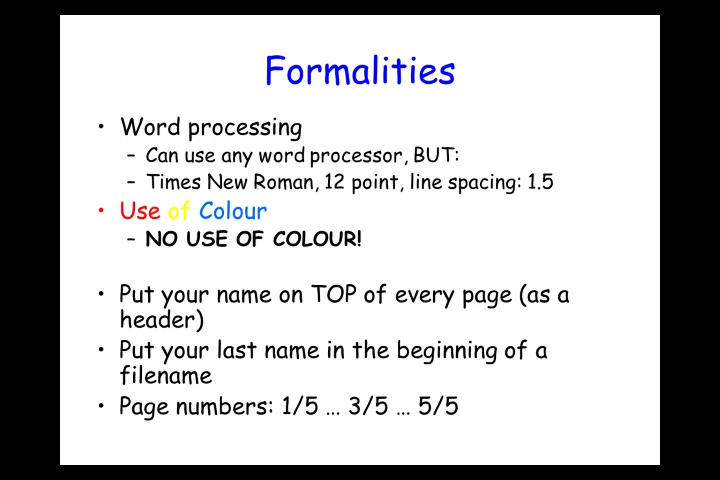 Formalities
• Word processing
– Can use any word processor, BUT:
– Times New Roman, 12 point, line spacing: 1.5
• Use of Colour
– NO USE OF COLOUR!
• Put your name on TOP of every page (as a
header)
• Put your last name in the beginning of a
filename
• Page numbers: 1/5 ... 3/5 ... 5/5